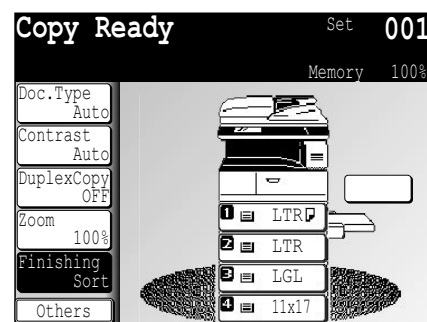 Copy Ready
Set 001
Memory 100%
Doc.Type
Auto
Contrast
Auto
DuplexCopy
OFF
Zoom
100%
Finishing
Sort
Others
1 LTR
2 LTR
3 LGL
4 11x17